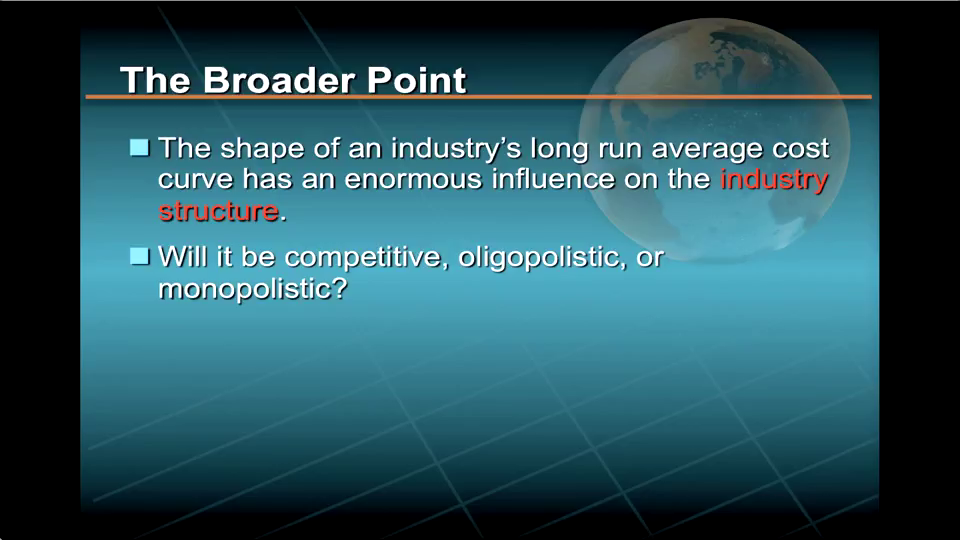 The Broader Point
The shape of an industry’s long run average cost
curve has an enormous influence on the industry
structure.
Will it be competitive, oligopolistic, or
monopolistic?